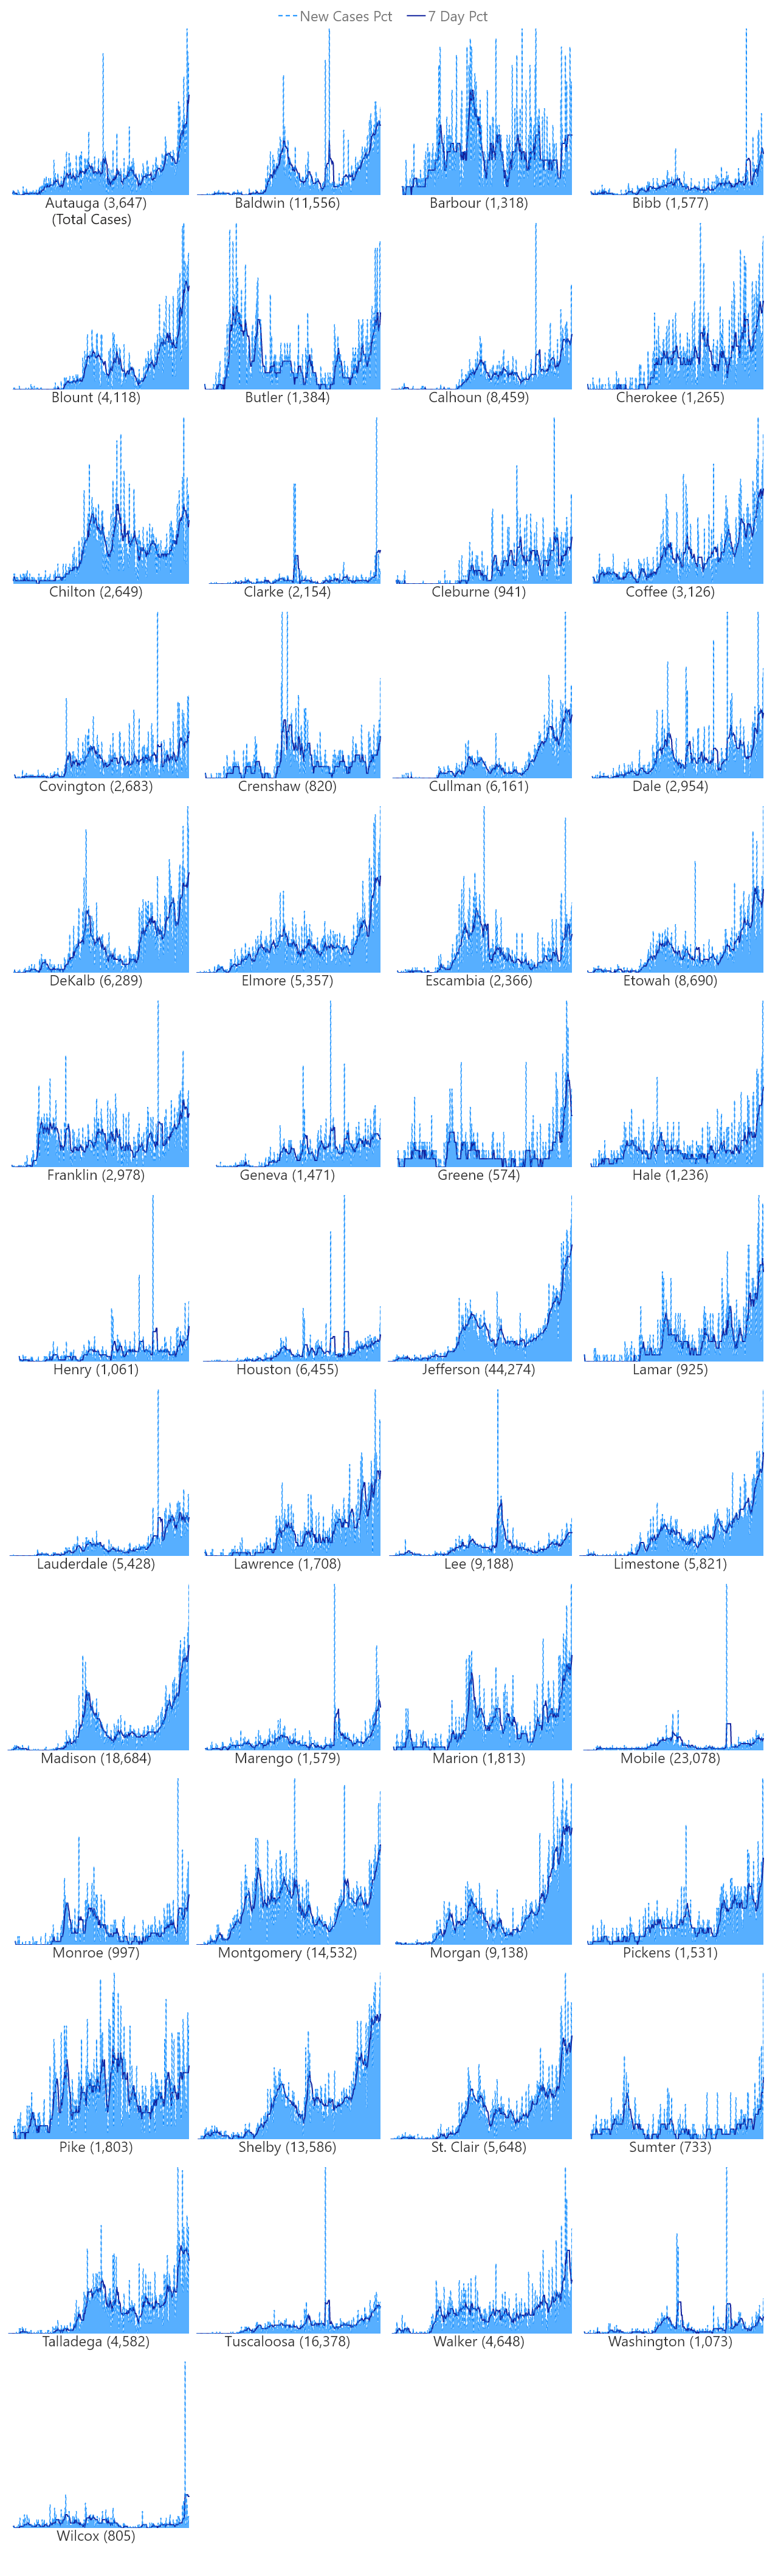 New Cases Pct 7 Day Pct
Autauga (3,647) Baldwin (11,556) Barbour (1,318) Bibb (1,577)
(Total Cases)
Blount (4,118) Butler (1,384) Calhoun (8,459) Cherokee (1,265)
Chilton (2,649) Clarke (2,154) Cleburne (941) Coffee (3,126)
Covington (2,683) Crenshaw (820) Cullman (6,161) Dale (2,954)
DeKalb (6,289) Elmore (5,357) Escambia (2,366) Etowah (8,690)
Franklin (2,978) Geneva (1,471) Greene (574) Hale (1,236)
Henry (1,061) Houston (6,455) Jefferson (44,274) Lamar (925)
Lauderdale (5,428) Lawrence (1,708) Lee (9,188) Limestone (5,821)
Madison (18,684) Marengo (1,579) Marion (1,813) Mobile (23,078)
Monroe (997) Montgomery (14,532) Morgan (9,138) Pickens (1,531)
Pike (1,803) Shelby (13,586) St. Clair (5,648) Sumter (733)
Talladega (4,582) Tuscaloosa (16,378) Walker (4,648) Washington (1,073)
Wilcox (805)